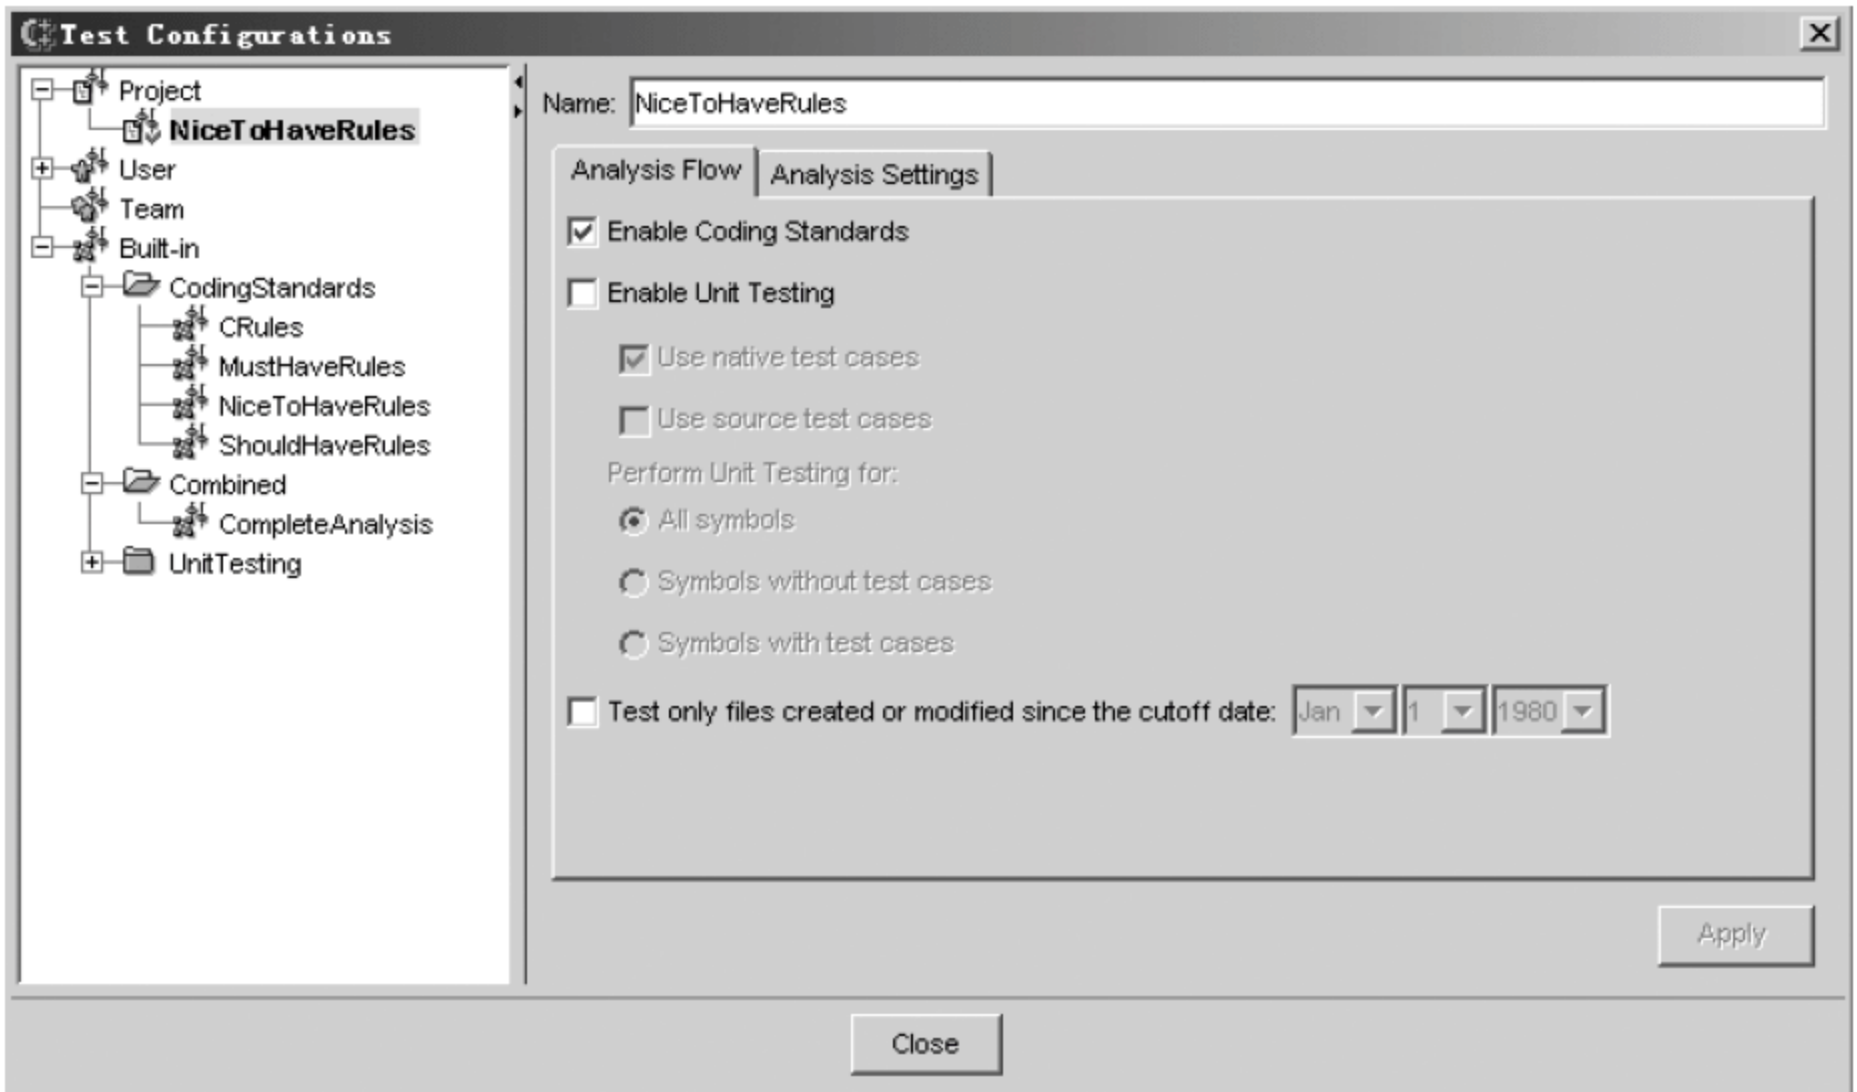 Test Configurations
Project
NiceToHaveRules
User
Team
Built-in
CodingStandards
CRules
MustHaveRules
NiceToHaveRules
ShouldHaveRules
Combined
CompleteAnalysis
UnitTesting
Name: NiceToHaveRules
Analysis Flow Analysis Settings
Enable Coding Standards
Enable Unit Testing
Use native test cases
Use source test cases
Perform Unit Testing for:
All symbols
Symbols without test cases
Symbols with test cases
Test only files created or modified since the cutoff date: Jan 1 1980
Apply
Close